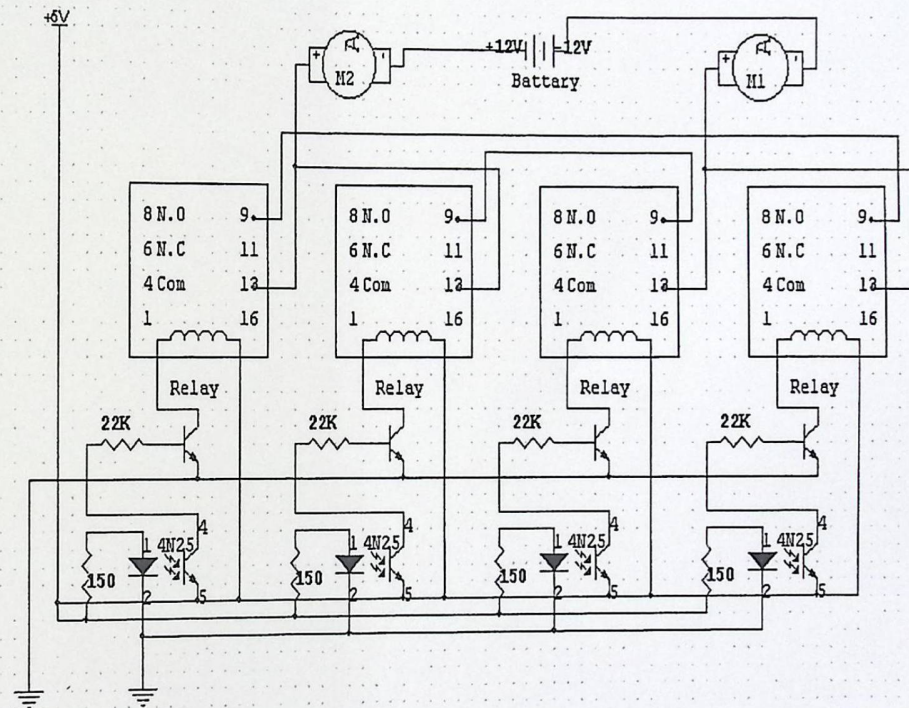 +5V
+12V -12V
Battary
A
M2
+ -
A
M1
+ -
8 N.O 9
6 N.C 11
4 Com 13
1 16
Relay
8 N.O 9
6 N.C 11
4 Com 13
1 16
Relay
8 N.O 9
6 N.C 11
4 Com 13
1 16
Relay
8 N.O 9
6 N.C 11
4 Com 13
1 16
Relay
22K
22K
22K
22K
150 1 2 4N25 4 5
150 1 2 4N25 4 5
150 1 2 4N25 4 5
150 1 2 4N25 4 5